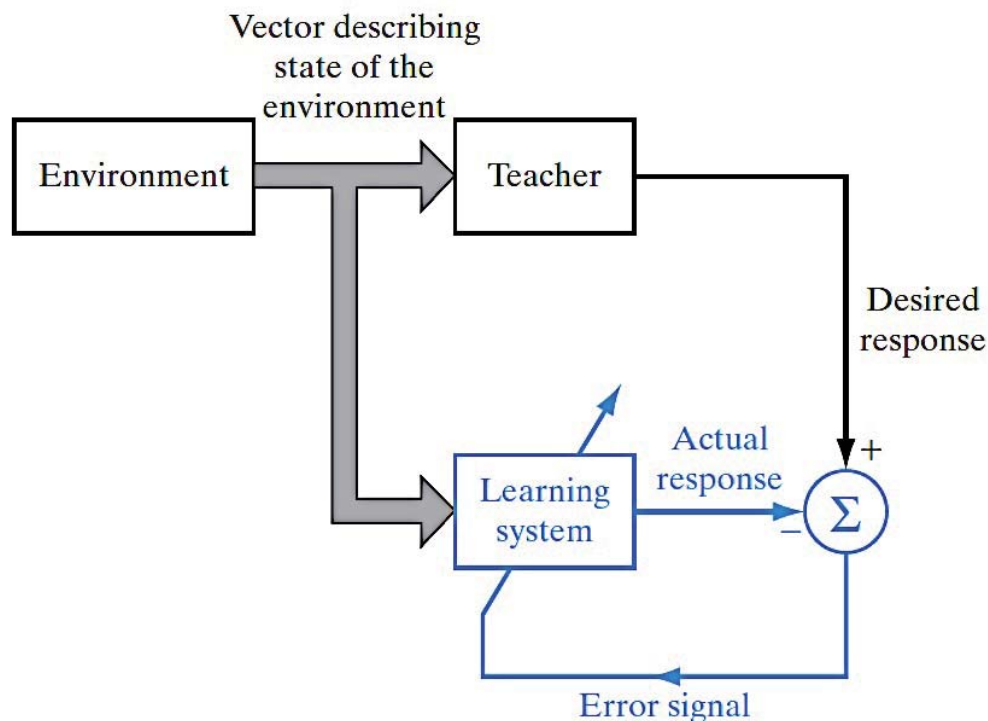 Vector describing
state of the
environment
Environment
Teacher
Desired
response
+
Actual
response
Learning
system
−
Σ
Error signal